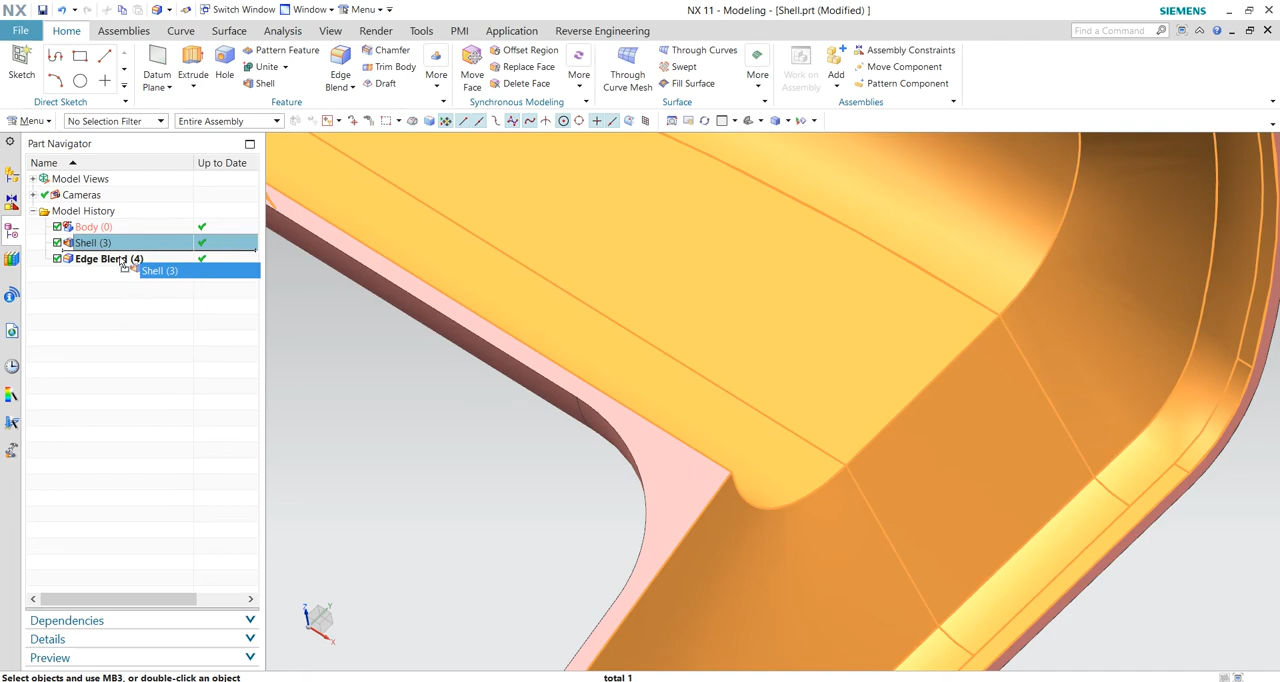 NX Switch Window Window Menu NX 11 - Modeling - [Shell.prt (Modified) ] SIEMENS
File Home Assemblies Curve Surface Analysis View Render Tools PMI Application Reverse Engineering Find a Command
Sketch Datum Plane Extrude Hole Pattern Feature Unite Shell Edge Blend Chamfer Trim Body Draft More Move Face Offset Region Replace Face Delete Face More Through Curve Mesh Through Curves Swept Fill Surface More Work on Assembly Add Assembly Constraints Move Component Pattern Component
Direct Sketch Feature Synchronous Modeling Surface Assemblies
Menu No Selection Filter Entire Assembly
Part Navigator
Name Up to Date
Model Views
Cameras
Model History
Body (0)
Shell (3)
Edge Blend (4)
Shell (3)
Z Y X
Dependencies
Details
Preview
Select objects and use MB3, or double-click an object total 1